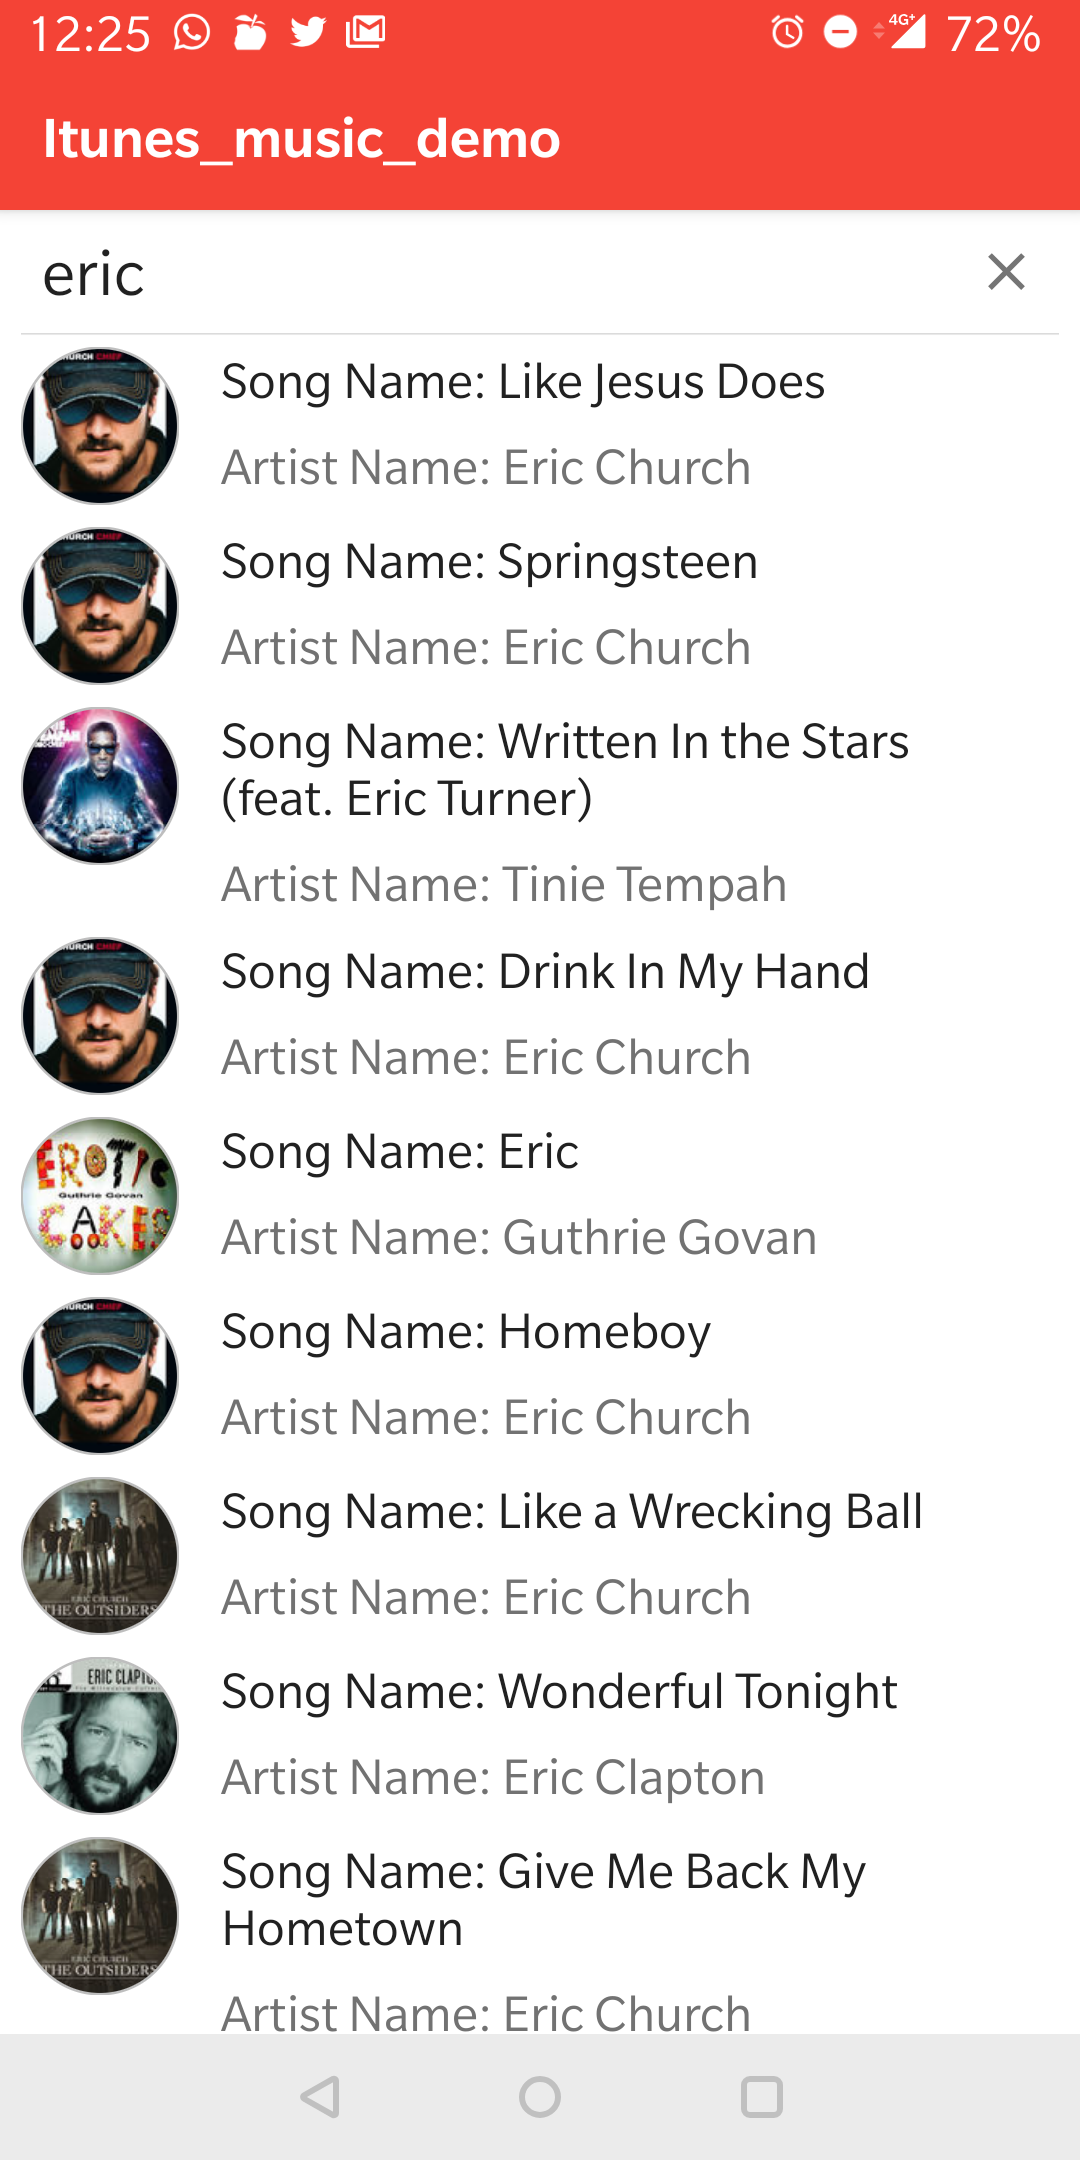 12:25 4G+ 72%
Itunes_music_demo
eric
CHIEF
Song Name: Like Jesus Does
Artist Name: Eric Church
CHIEF
Song Name: Springsteen
Artist Name: Eric Church
Song Name: Written In the Stars
(feat. Eric Turner)
Artist Name: Tinie Tempah
CHIEF
Song Name: Drink In My Hand
Artist Name: Eric Church
EROTIC
Guthrie Govan
CAKES
Song Name: Eric
Artist Name: Guthrie Govan
CHIEF
Song Name: Homeboy
Artist Name: Eric Church
ERIC CHURCH
THE OUTSIDERS
Song Name: Like a Wrecking Ball
Artist Name: Eric Church
ERIC CLAPTO
Song Name: Wonderful Tonight
Artist Name: Eric Clapton
ERIC CHURCH
THE OUTSIDERS
Song Name: Give Me Back My
Hometown
Artist Name: Eric Church